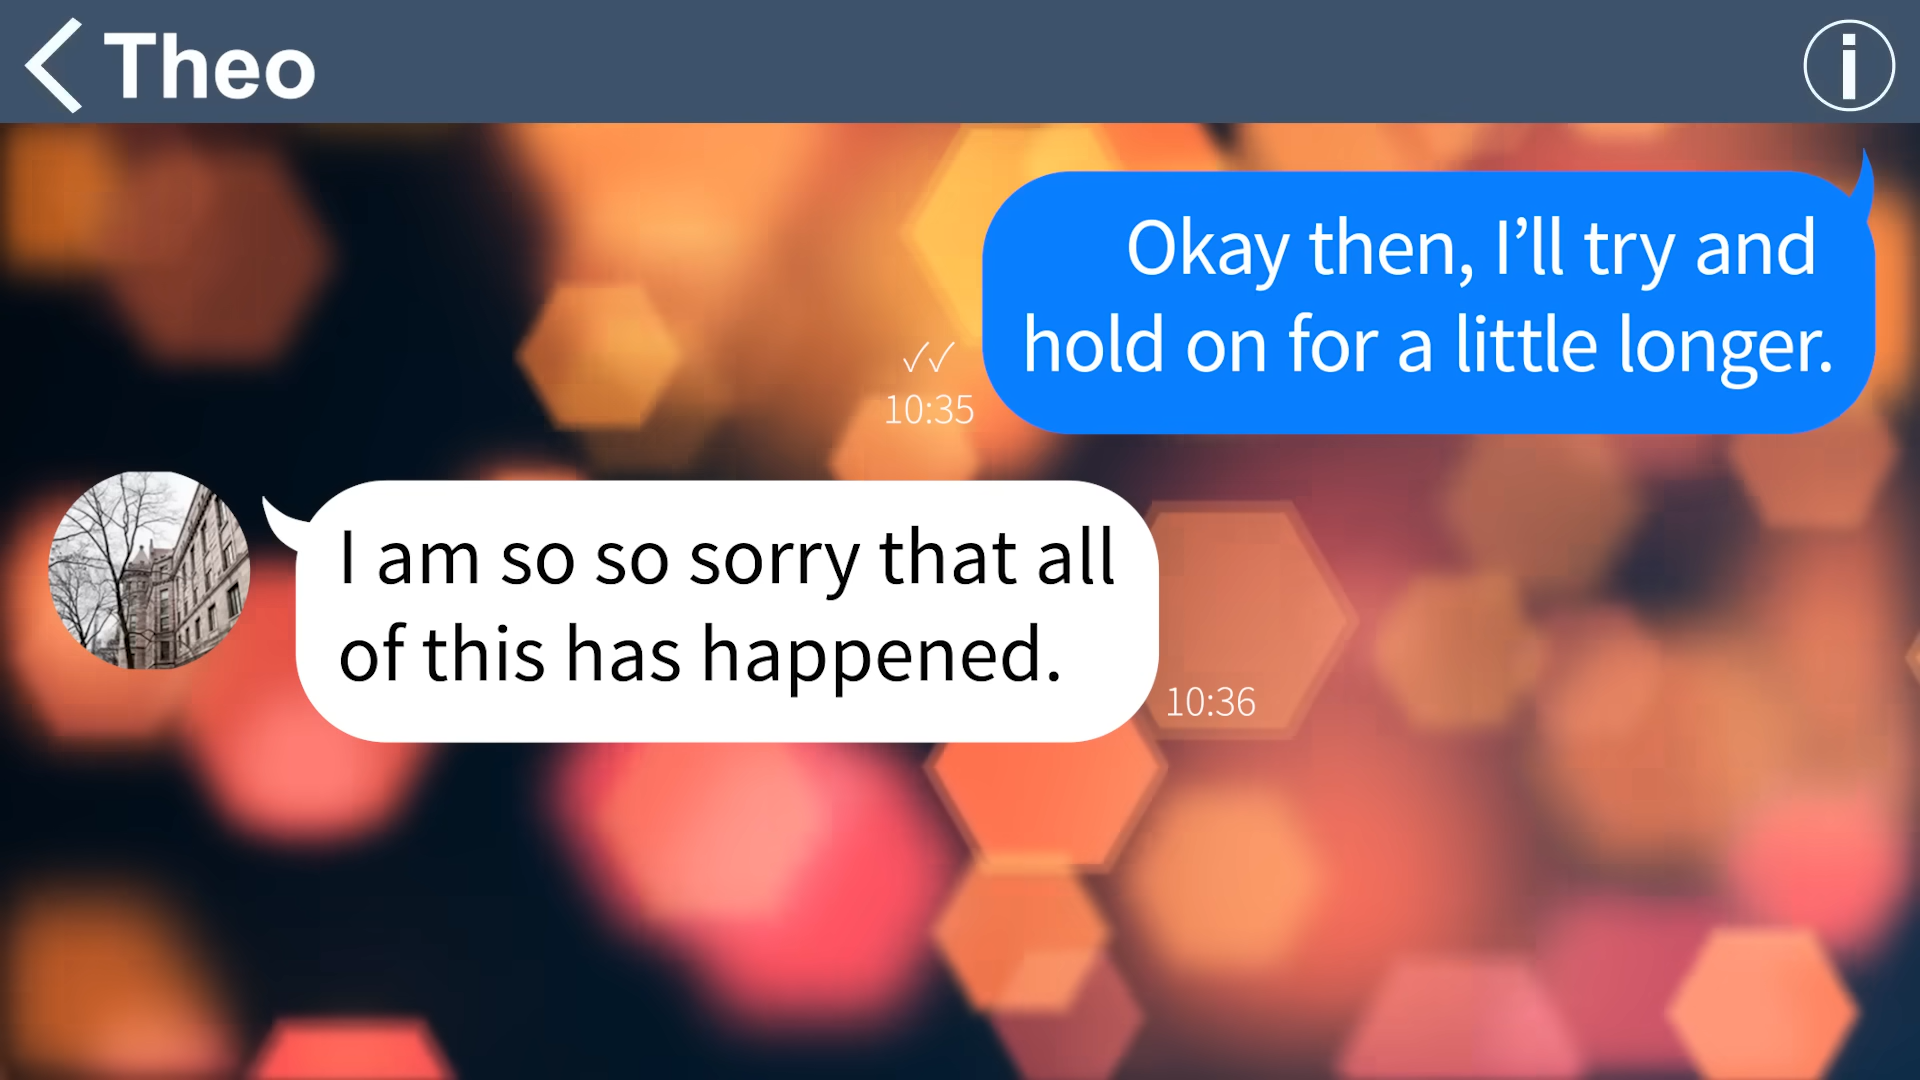 Theo
Okay then, I’ll try and
hold on for a little longer.
10:35
I am so so sorry that all
of this has happened.
10:36